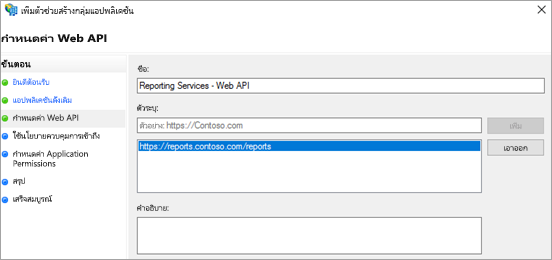 เพิ่มตัวช่วยสร้างกลุ่มแอปพลิเคชัน
กำหนดค่า Web API
ขั้นตอน
ยินดีต้อนรับ
แอปพลิเคชันดั้งเดิม
กำหนดค่า Web API
ใช้นโยบายควบคุมการเข้าถึง
กำหนดค่า Application
Permissions
สรุป
เสร็จสมบูรณ์
ชื่อ:
Reporting Services - Web API
ตัวระบุ:
ตัวอย่าง: https://Contoso.com
เพิ่ม
https://reports.contoso.com/reports
เอาออก
คำอธิบาย: